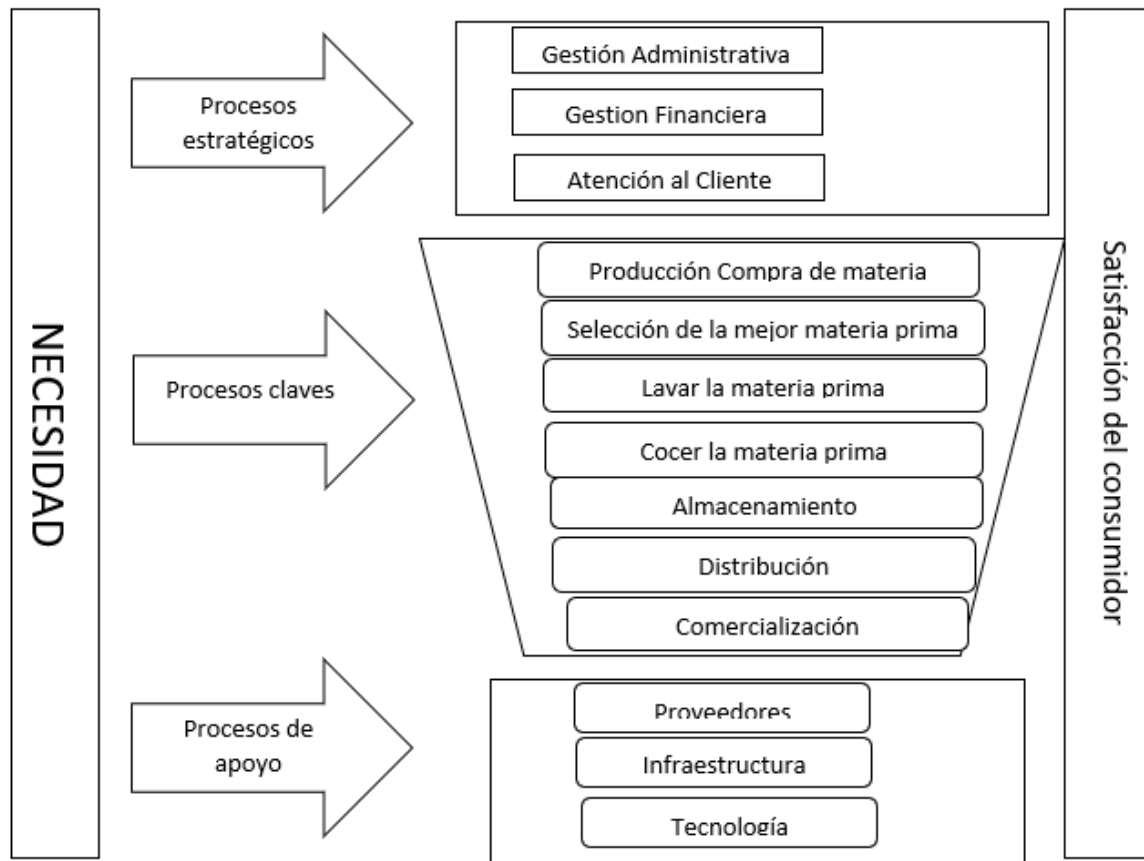 NECESIDAD
Procesos
estratégicos
Gestión Administrativa
Gestion Financiera
Atención al Cliente
Procesos claves
Producción Compra de materia
Selección de la mejor materia prima
Lavar la materia prima
Cocer la materia prima
Almacenamiento
Distribución
Comercialización
Procesos de
apoyo
Proveedores
Infraestructura
Tecnología
Satisfacción del consumidor